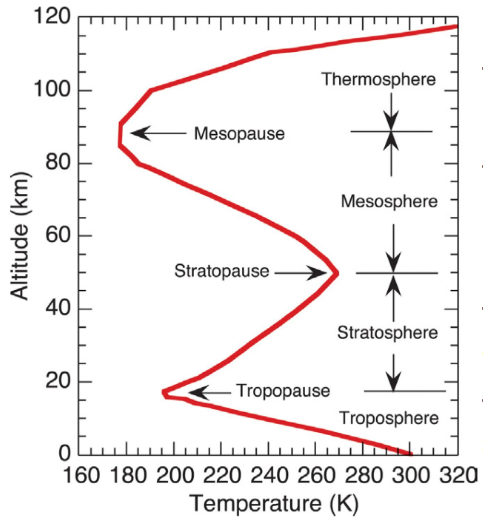 120
100
80
60
40
20
0
Altitude (km)
Thermosphere
Mesopause
Mesosphere
Stratopause
Stratosphere
Tropopause
Troposphere
160 180 200 220 240 260 280 300 320
Temperature (K)